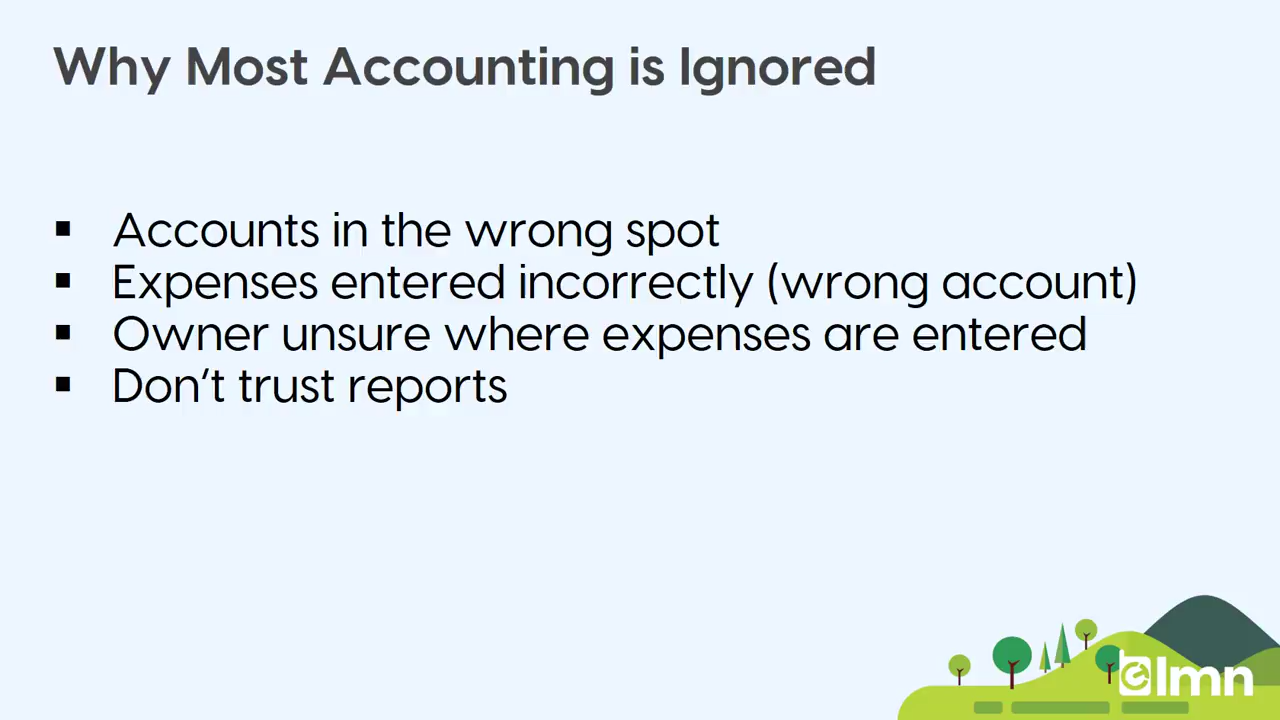 Why Most Accounting is Ignored
▪ Accounts in the wrong spot
▪ Expenses entered incorrectly (wrong account)
▪ Owner unsure where expenses are entered
▪ Don't trust reports
lmn